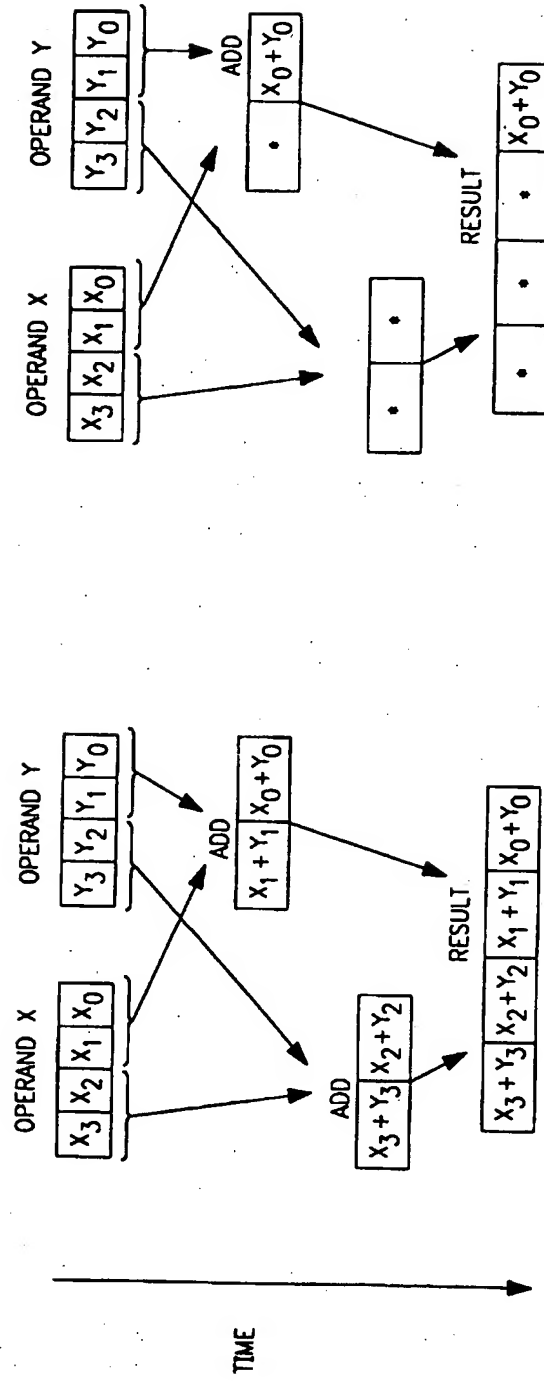 TIME
OPERAND X
OPERAND Y
X3 X2 X1 X0
Y3 Y2 Y1 Y0
ADD
X1+Y1 X0+Y0
ADD
X3+Y3 X2+Y2
RESULT
X3+Y3 X2+Y2 X1+Y1 X0+Y0
OPERAND X
OPERAND Y
X3 X2 X1 X0
Y3 Y2 Y1 Y0
ADD
* X0+Y0
* *
RESULT
* * * X0+Y0